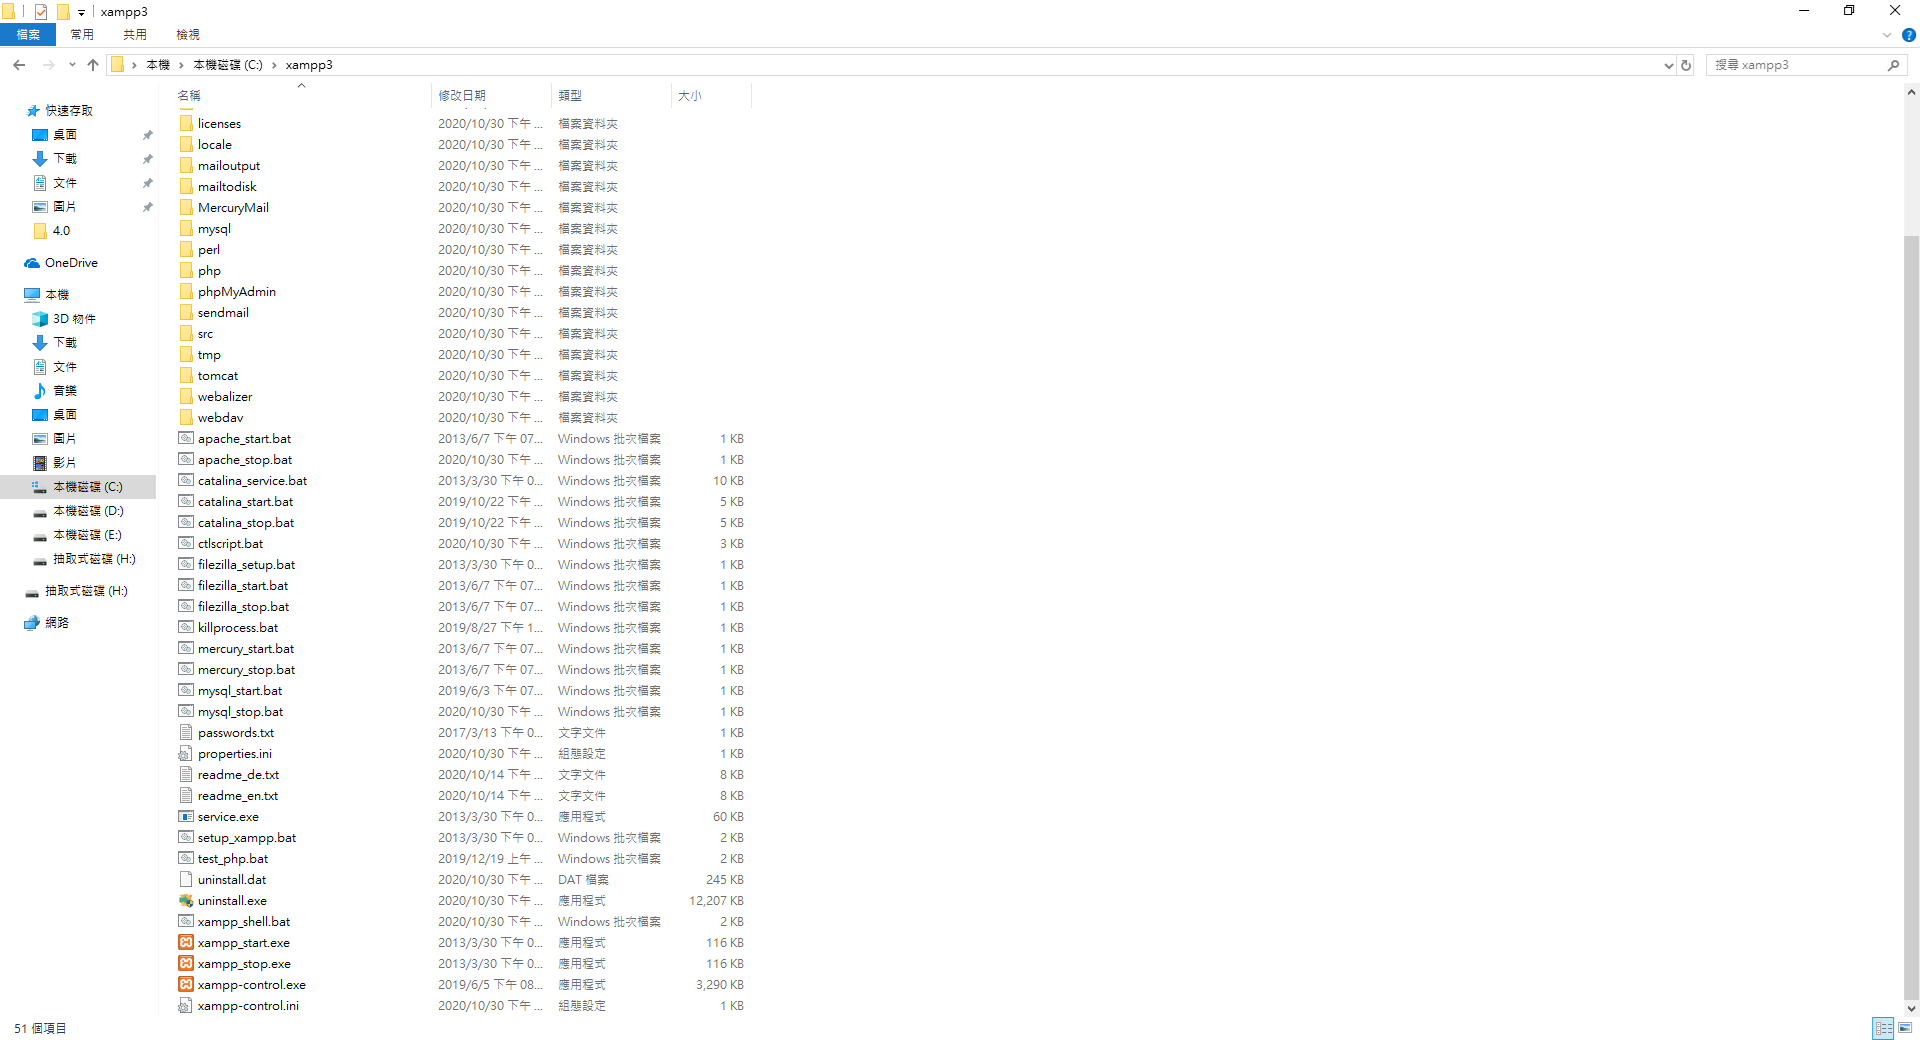 xampp3
檔案 常用 共用 檢視
本機 本機磁碟 (C:) xampp3 搜尋 xampp3
名稱 修改日期 類型 大小
快速存取
桌面
下載
文件
圖片
4.0
OneDrive
本機
3D 物件
下載
文件
音樂
桌面
圖片
影片
本機磁碟 (C:)
本機磁碟 (D:)
本機磁碟 (E:)
抽取式磁碟 (H:)
抽取式磁碟 (H:)
網路
licenses 2020/10/30 下午 ... 檔案資料夾
locale 2020/10/30 下午 ... 檔案資料夾
mailoutput 2020/10/30 下午 ... 檔案資料夾
mailtodisk 2020/10/30 下午 ... 檔案資料夾
MercuryMail 2020/10/30 下午 ... 檔案資料夾
mysql 2020/10/30 下午 ... 檔案資料夾
perl 2020/10/30 下午 ... 檔案資料夾
php 2020/10/30 下午 ... 檔案資料夾
phpMyAdmin 2020/10/30 下午 ... 檔案資料夾
sendmail 2020/10/30 下午 ... 檔案資料夾
src 2020/10/30 下午 ... 檔案資料夾
tmp 2020/10/30 下午 ... 檔案資料夾
tomcat 2020/10/30 下午 ... 檔案資料夾
webalizer 2020/10/30 下午 ... 檔案資料夾
webdav 2020/10/30 下午 ... 檔案資料夾
apache_start.bat 2013/6/7 下午 07... Windows 批次檔案 1 KB
apache_stop.bat 2020/10/30 下午 ... Windows 批次檔案 1 KB
catalina_service.bat 2013/3/30 下午 0... Windows 批次檔案 10 KB
catalina_start.bat 2019/10/22 下午 ... Windows 批次檔案 5 KB
catalina_stop.bat 2019/10/22 下午 ... Windows 批次檔案 5 KB
ctlscript.bat 2020/10/30 下午 ... Windows 批次檔案 3 KB
filezilla_setup.bat 2013/3/30 下午 0... Windows 批次檔案 1 KB
filezilla_start.bat 2013/6/7 下午 07... Windows 批次檔案 1 KB
filezilla_stop.bat 2013/6/7 下午 07... Windows 批次檔案 1 KB
killprocess.bat 2019/8/27 下午 1... Windows 批次檔案 1 KB
mercury_start.bat 2013/6/7 下午 07... Windows 批次檔案 1 KB
mercury_stop.bat 2013/6/7 下午 07... Windows 批次檔案 1 KB
mysql_start.bat 2019/6/3 下午 07... Windows 批次檔案 1 KB
mysql_stop.bat 2020/10/30 下午 ... Windows 批次檔案 1 KB
passwords.txt 2017/3/13 下午 0... 文字文件 1 KB
properties.ini 2020/10/30 下午 ... 組態設定 1 KB
readme_de.txt 2020/10/14 下午 ... 文字文件 8 KB
readme_en.txt 2020/10/14 下午 ... 文字文件 8 KB
service.exe 2013/3/30 下午 0... 應用程式 60 KB
setup_xampp.bat 2013/3/30 下午 0... Windows 批次檔案 2 KB
test_php.bat 2019/12/19 上午 ... Windows 批次檔案 2 KB
uninstall.dat 2020/10/30 下午 ... DAT 檔案 245 KB
uninstall.exe 2020/10/30 下午 ... 應用程式 12,207 KB
xampp_shell.bat 2020/10/30 下午 ... Windows 批次檔案 2 KB
xampp_start.exe 2013/3/30 下午 0... 應用程式 116 KB
xampp_stop.exe 2013/3/30 下午 0... 應用程式 116 KB
xampp-control.exe 2019/6/5 下午 08... 應用程式 3,290 KB
xampp-control.ini 2020/10/30 下午 ... 組態設定 1 KB
51 個項目